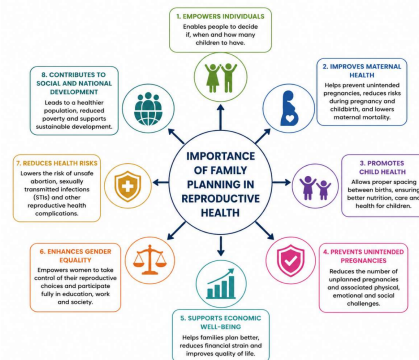 1. EMPOWERS INDIVIDUALS
Enables people to decide
if, when and how many
children to have.
2. IMPROVES MATERNAL
HEALTH
Helps prevent unintended
pregnancies, reduces risks
during pregnancy and
childbirth, and lowers
maternal mortality.
3. PROMOTES
CHILD HEALTH
Allows proper spacing
between births, ensuring
better nutrition, care and
health for children.
4. PREVENTS UNINTENDED
PREGNANCIES
Reduces the number of
unplanned pregnancies
and associated physical,
emotional and social
challenges.
5. SUPPORTS ECONOMIC
WELL-BEING
Helps families plan better,
reduces financial strain and
improves quality of life.
6. ENHANCES GENDER
EQUALITY
Empowers women to take
control of their reproductive
choices and participate
fully in education, work
and society.
7. REDUCES HEALTH RISKS
Lowers the risk of unsafe
abortion, sexually
transmitted infections
(STIs) and other
reproductive health
complications.
8. CONTRIBUTES TO
SOCIAL AND NATIONAL
DEVELOPMENT
Leads to a healthier
population, reduced
poverty and supports
sustainable development.
IMPORTANCE
OF FAMILY
PLANNING IN
REPRODUCTIVE
HEALTH